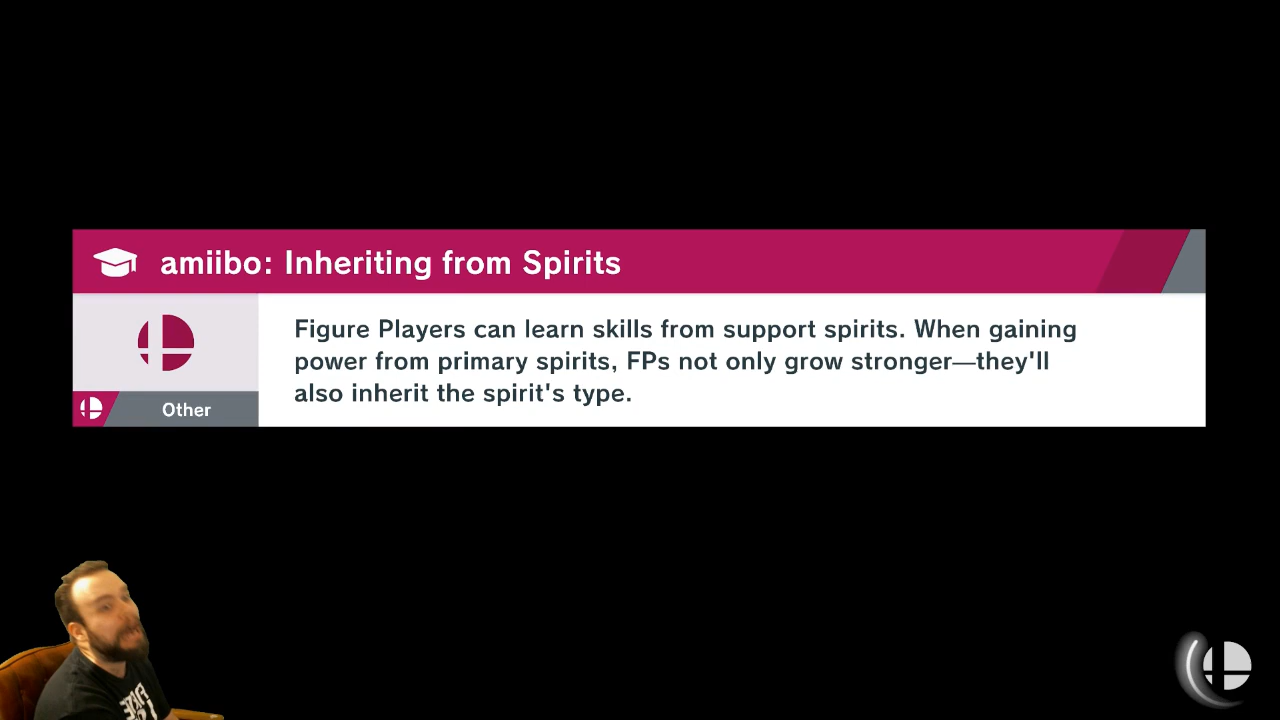 amiibo: Inheriting from Spirits
Figure Players can learn skills from support spirits. When gaining
power from primary spirits, FPs not only grow stronger—they'll
also inherit the spirit's type.
Other